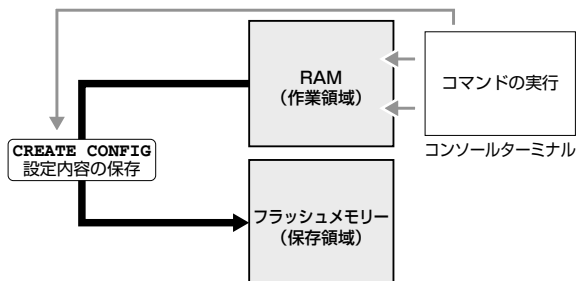 RAM
（作業領域）
コマンドの実行
コンソールターミナル
CREATE CONFIG
設定内容の保存
フラッシュメモリー
（保存領域）